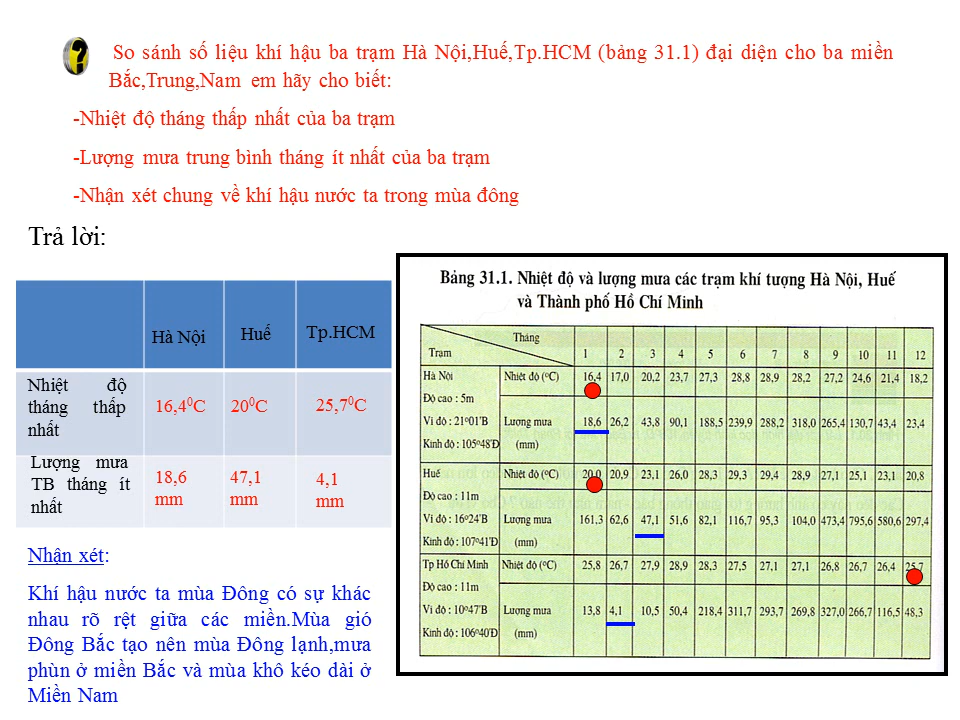 So sánh số liệu khí hậu ba trạm Hà Nội,Huế,Tp.HCM (bảng 31.1) đại diện cho ba miền
Bắc,Trung,Nam em hãy cho biết:
-Nhiệt độ tháng thấp nhất của ba trạm
-Lượng mưa trung bình tháng ít nhất của ba trạm
-Nhận xét chung về khí hậu nước ta trong mùa đông
Trả lời:
Hà Nội Huế Tp.HCM
Nhiệt độ
tháng thấp
nhất
16,4⁰C 20⁰C 25,7⁰C
Lượng mưa
TB tháng ít
nhất
18,6
mm
47,1
mm
4,1
mm
Nhận xét:
Khí hậu nước ta mùa Đông có sự khác
nhau rõ rệt giữa các miền.Mùa gió
Đông Bắc tạo nên mùa Đông lạnh,mưa
phùn ở miền Bắc và mùa khô kéo dài ở
Miền Nam
Bảng 31.1. Nhiệt độ và lượng mưa các trạm khí tượng Hà Nội, Huế
và Thành phố Hồ Chí Minh
Tháng
Trạm
1 2 3 4 5 6 7 8 9 10 11 12
Hà Nội
Độ cao : 5m
Vĩ độ : 21⁰01'B
Kinh độ : 105⁰48'Đ
Nhiệt độ (⁰C) 16,4 17,0 20,2 23,7 27,3 28,8 28,9 28,2 27,2 24,6 21,4 18,2
Lượng mưa
(mm)
18,6 26,2 43,8 90,1 188,5 239,9 288,2 318,0 265,4 130,7 43,4 23,4
Huế
Độ cao : 11m
Vĩ độ : 16⁰24'B
Kinh độ : 107⁰41'Đ
Nhiệt độ (⁰C) 20,0 20,9 23,1 26,0 28,3 29,3 29,4 28,9 27,1 25,1 23,1 20,8
Lượng mưa
(mm)
161,3 62,6 47,1 51,6 82,1 116,7 95,3 104,0 473,4 795,6 580,6 297,4
Tp Hồ Chí Minh
Độ cao : 11m
Vĩ độ : 10⁰47'B
Kinh độ : 106⁰40'Đ
Nhiệt độ (⁰C) 25,8 26,7 27,9 28,9 28,3 27,5 27,1 27,1 26,8 26,7 26,4 25,7
Lượng mưa
(mm)
13,8 4,1 10,5 50,4 218,4 311,7 293,7 269,8 327,0 266,7 116,5 48,3